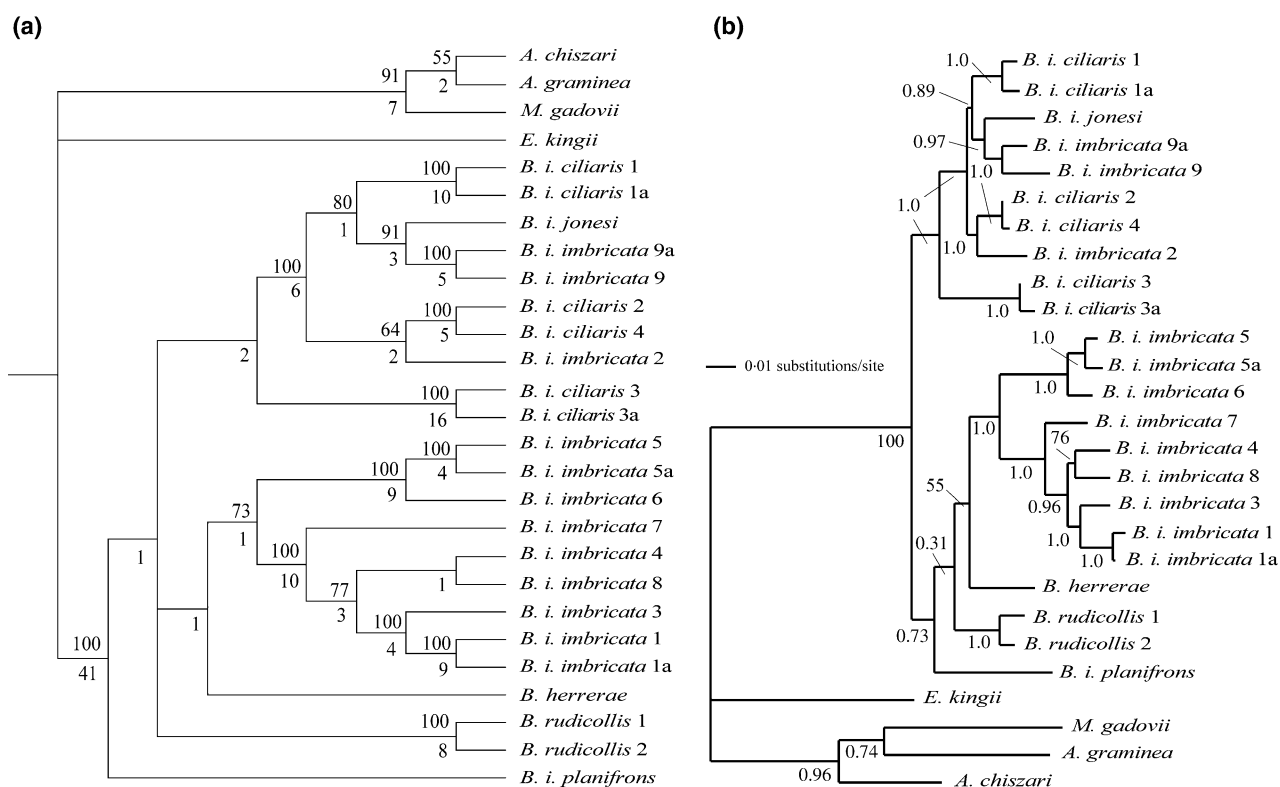 (a)
55
A. chiszari
91
2
A. graminea
7
M. gadovii
E. kingii
100
B. i. ciliaris 1
80
10
B. i. ciliaris 1a
1
91
B. i. jonesi
3
100
B. i. imbricata 9a
100
5
B. i. imbricata 9
6
100
B. i. ciliaris 2
64
5
B. i. ciliaris 4
2
2
B. i. imbricata 2
100
B. i. ciliaris 3
16
B. i. ciliaris 3a
100
B. i. imbricata 5
100
4
B. i. imbricata 5a
9
B. i. imbricata 6
73
1
B. i. imbricata 7
100
10
B. i. imbricata 4
77
1
B. i. imbricata 8
3
100
B. i. imbricata 3
4
100
B. i. imbricata 1
9
B. i. imbricata 1a
1
1
B. herrerae
100
41
100
B. rudicollis 1
8
B. rudicollis 2
B. i. planifrons
(b)
1.0
B. i. ciliaris 1
0.89
B. i. ciliaris 1a
B. i. jonesi
0.97
B. i. imbricata 9a
1.0
B. i. imbricata 9
1.0
B. i. ciliaris 2
B. i. ciliaris 4
1.0
B. i. imbricata 2
B. i. ciliaris 3
1.0
B. i. ciliaris 3a
1.0
B. i. imbricata 5
0·01 substitutions/site
B. i. imbricata 5a
1.0
B. i. imbricata 6
1.0
B. i. imbricata 7
100
76
B. i. imbricata 4
1.0
B. i. imbricata 8
55
0.96
B. i. imbricata 3
1.0
B. i. imbricata 1
0.31
1.0
B. i. imbricata 1a
B. herrerae
B. rudicollis 1
0.73
1.0
B. rudicollis 2
B. i. planifrons
E. kingii
M. gadovii
0.74
A. graminea
0.96
A. chiszari